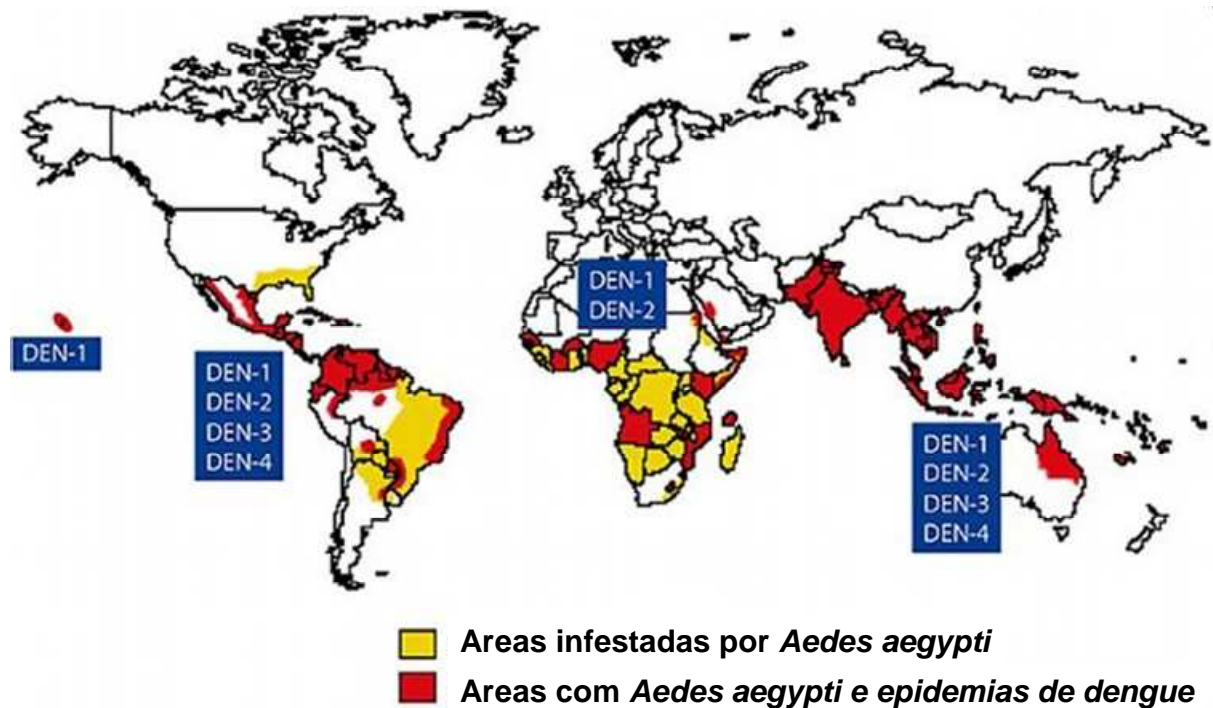 DEN-1
DEN-2
DEN-1
DEN-1
DEN-2
DEN-3
DEN-4
DEN-1
DEN-2
DEN-3
DEN-4
Areas infestadas por Aedes aegypti
Areas com Aedes aegypti e epidemias de dengue